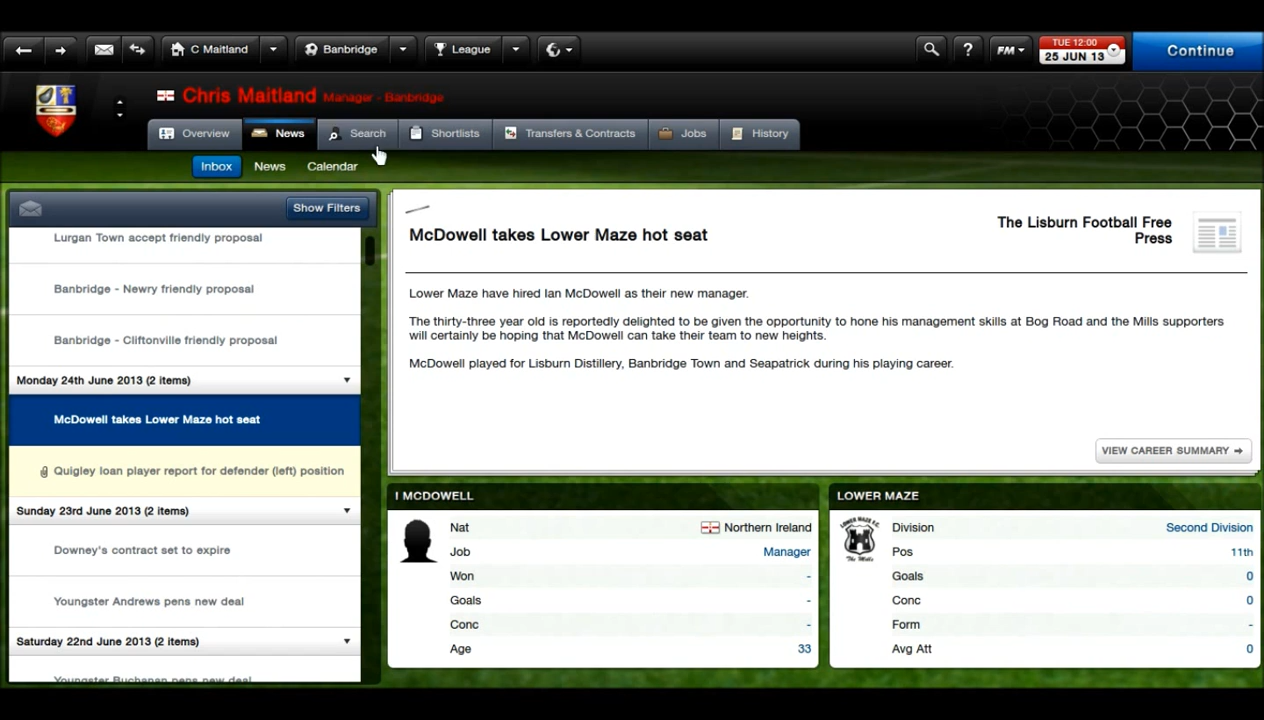 C Maitland
Banbridge
League
?
FM
TUE 12:00
25 JUN 13
Continue
Chris Maitland Manager - Banbridge
Overview
News
Search
Shortlists
Transfers & Contracts
Jobs
History
Inbox
News
Calendar
Show Filters
Lurgan Town accept friendly proposal
Banbridge - Newry friendly proposal
Banbridge - Cliftonville friendly proposal
Monday 24th June 2013 (2 items)
McDowell takes Lower Maze hot seat
Quigley loan player report for defender (left) position
Sunday 23rd June 2013 (2 items)
Downey's contract set to expire
Youngster Andrews pens new deal
Saturday 22nd June 2013 (2 items)
Youngster Buchanan pens new deal
McDowell takes Lower Maze hot seat
The Lisburn Football Free
Press
Lower Maze have hired Ian McDowell as their new manager.
The thirty-three year old is reportedly delighted to be given the opportunity to hone his management skills at Bog Road and the Mills supporters
will certainly be hoping that McDowell can take their team to new heights.
McDowell played for Lisburn Distillery, Banbridge Town and Seapatrick during his playing career.
VIEW CAREER SUMMARY
I MCDOWELL
Nat Northern Ireland
Job Manager
Won -
Goals -
Conc -
Age 33
LOWER MAZE
Division Second Division
Pos 11th
Goals 0
Conc 0
Form -
Avg Att 0